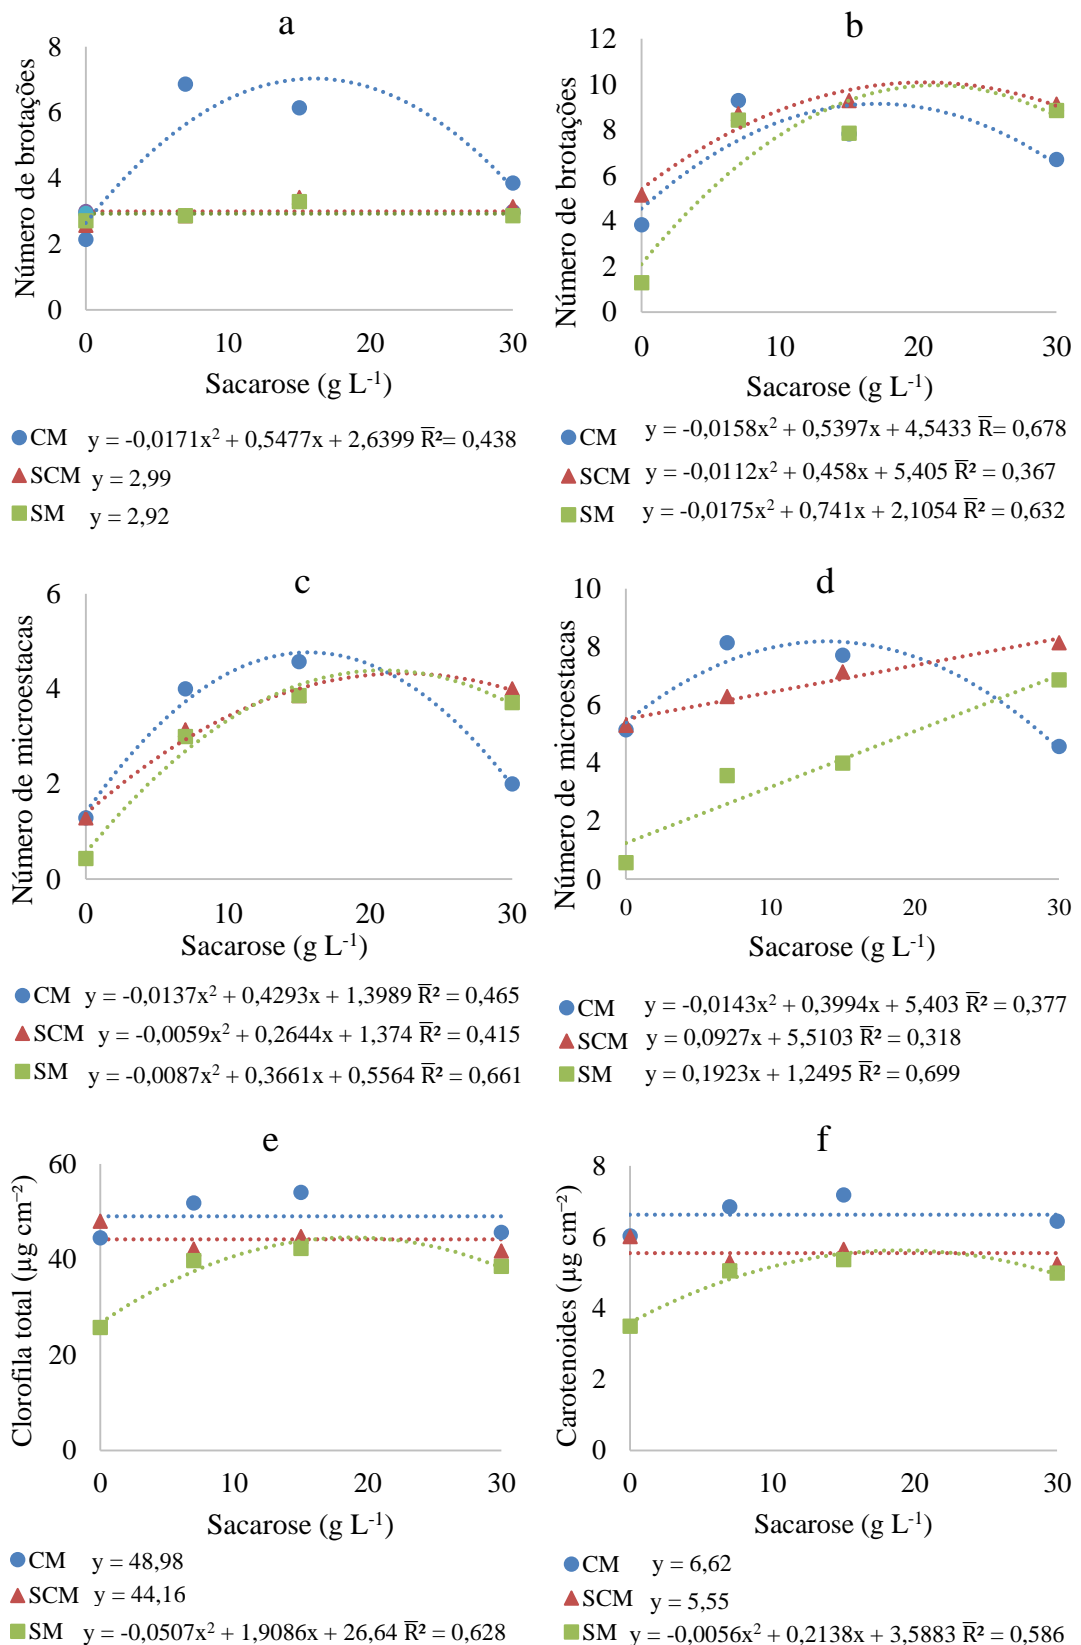 a
Número de brotações
8
6
4
2
0
0 10 20 30
Sacarose (g L⁻¹)
CM y = -0,0171x² + 0,5477x + 2,6399 R̅²= 0,438
SCM y = 2,99
SM y = 2,92
b
Número de brotações
12
10
8
6
4
2
0
0 10 20 30
Sacarose (g L⁻¹)
CM y = -0,0158x² + 0,5397x + 4,5433 R̅= 0,678
SCM y = -0,0112x² + 0,458x + 5,405 R̅² = 0,367
SM y = -0,0175x² + 0,741x + 2,1054 R̅² = 0,632
c
Número de microestacas
6
4
2
0
0 10 20 30
Sacarose (g L⁻¹)
CM y = -0,0137x² + 0,4293x + 1,3989 R̅² = 0,465
SCM y = -0,0059x² + 0,2644x + 1,374 R̅² = 0,415
SM y = -0,0087x² + 0,3661x + 0,5564 R̅² = 0,661
d
Número de microestacas
10
8
6
4
2
0
0 10 20 30
Sacarose (g L⁻¹)
CM y = -0,0143x² + 0,3994x + 5,403 R̅² = 0,377
SCM y = 0,0927x + 5,5103 R̅² = 0,318
SM y = 0,1923x + 1,2495 R̅² = 0,699
e
Clorofila total (µg cm⁻²)
60
40
20
0
0 10 20 30
Sacarose (g L⁻¹)
CM y = 48,98
SCM y = 44,16
SM y = -0,0507x² + 1,9086x + 26,64 R̅² = 0,628
f
Carotenoides (µg cm⁻²)
8
6
4
2
0
0 10 20 30
Sacarose (g L⁻¹)
CM y = 6,62
SCM y = 5,55
SM y = -0,0056x² + 0,2138x + 3,5883 R̅² = 0,586